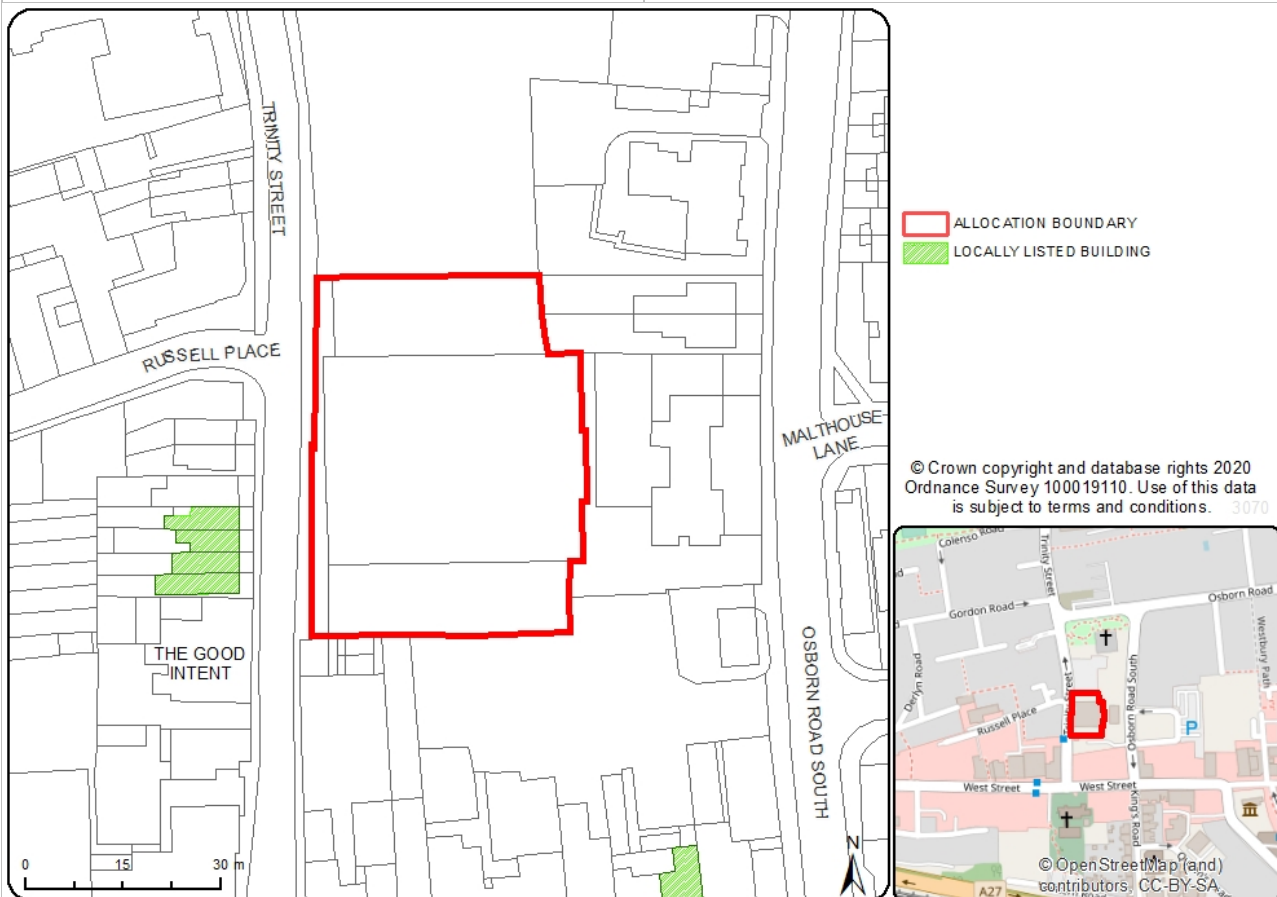 TRINITY STREET
RUSSELL PLACE
MALTHOUSE
LANE
THE GOOD
INTENT
OSBORN ROAD SOUTH
0 15 30 m
N
ALLOCATION BOUNDARY
LOCALLY LISTED BUILDING
© Crown copyright and database rights 2020
Ordnance Survey 100019110. Use of this data
is subject to terms and conditions. 3070
Colenso Road
Trinity Street
Gordon Road
Osborn Road
Westbury Path
Derlyn Road
Osborn Road South
Russell Place
P
West Street
West Street
King's Road
A27
© OpenStreetMap (and)
contributors, CC-BY-SA